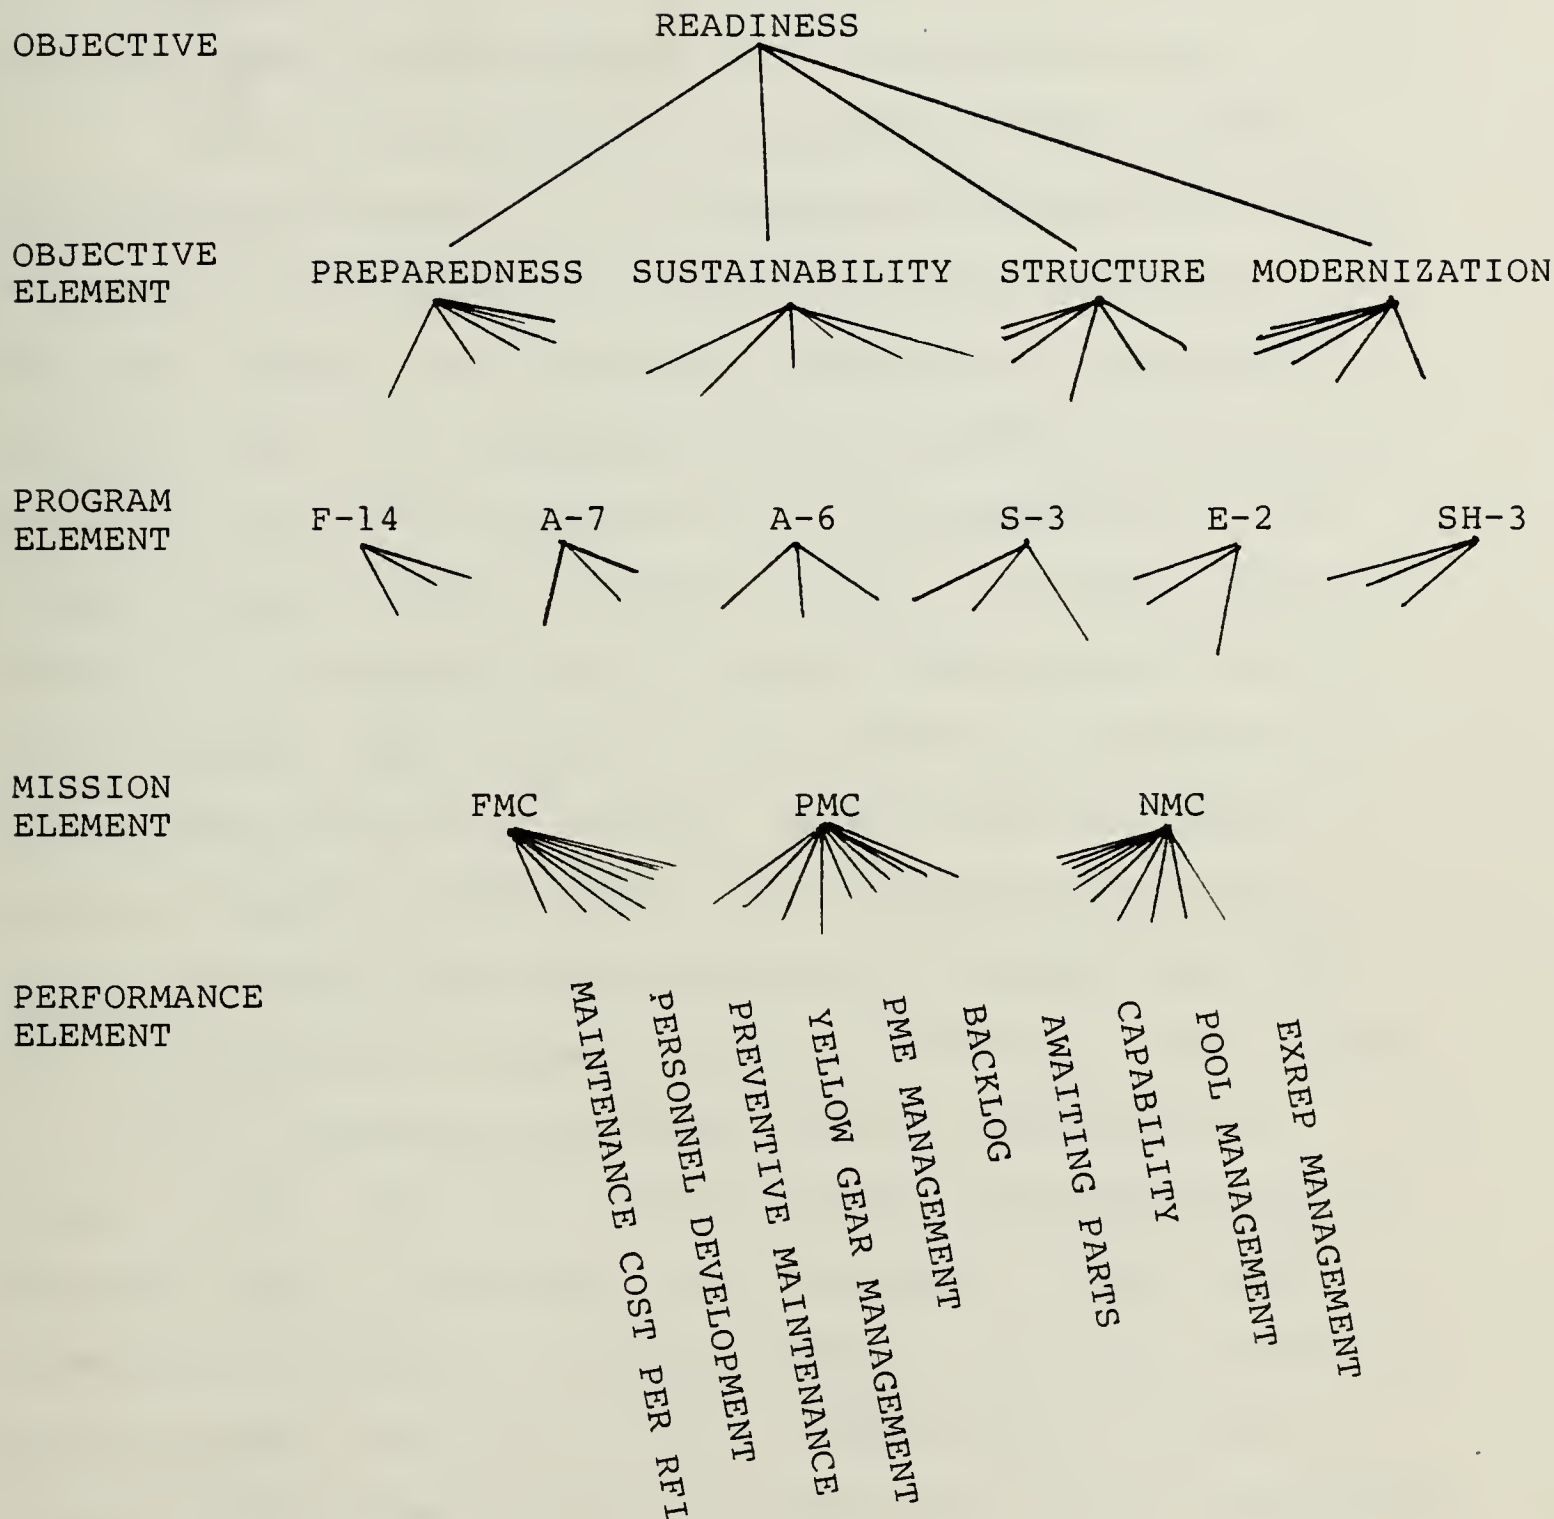 OBJECTIVE
READINESS
OBJECTIVE
ELEMENT
PREPAREDNESS
SUSTAINABILITY
STRUCTURE
MODERNIZATION
PROGRAM
ELEMENT
F-14
A-7
A-6
S-3
E-2
SH-3
MISSION
ELEMENT
FMC
PMC
NMC
PERFORMANCE
ELEMENT
MAINTENANCE COST PER RFI
PERSONNEL DEVELOPMENT
PREVENTIVE MAINTENANCE
YELLOW GEAR MANAGEMENT
PME MANAGEMENT
BACKLOG
AWAITING PARTS
CAPABILITY
POOL MANAGEMENT
EXREP MANAGEMENT